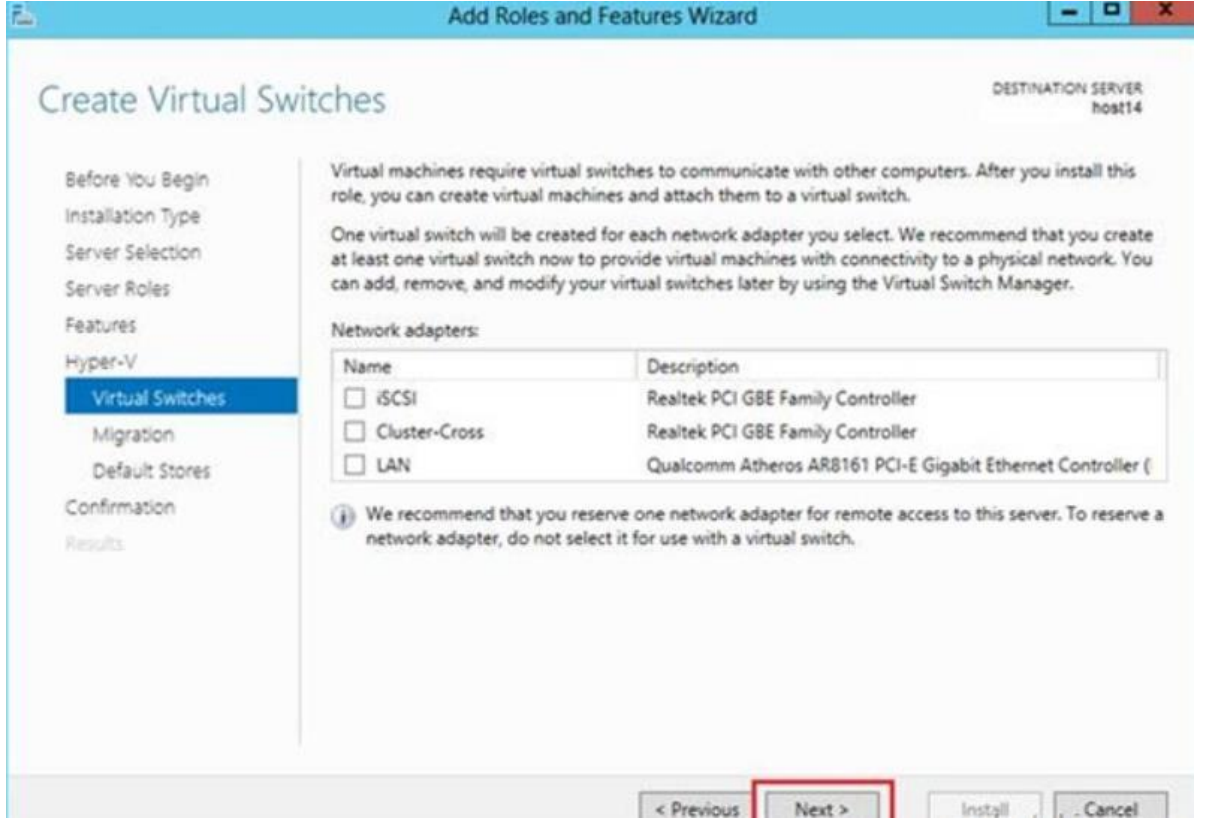 Add Roles and Features Wizard
Create Virtual Switches
DESTINATION SERVER
host14
Before You Begin
Installation Type
Server Selection
Server Roles
Features
Hyper-V
Virtual Switches
Migration
Default Stores
Confirmation
Results
Virtual machines require virtual switches to communicate with other computers. After you install this
role, you can create virtual machines and attach them to a virtual switch.
One virtual switch will be created for each network adapter you select. We recommend that you create
at least one virtual switch now to provide virtual machines with connectivity to a physical network. You
can add, remove, and modify your virtual switches later by using the Virtual Switch Manager.
Network adapters:
Name Description
iSCSI Realtek PCI GBE Family Controller
Cluster-Cross Realtek PCI GBE Family Controller
LAN Qualcomm Atheros AR8161 PCI-E Gigabit Ethernet Controller (
We recommend that you reserve one network adapter for remote access to this server. To reserve a
network adapter, do not select it for use with a virtual switch.
< Previous Next > Install Cancel